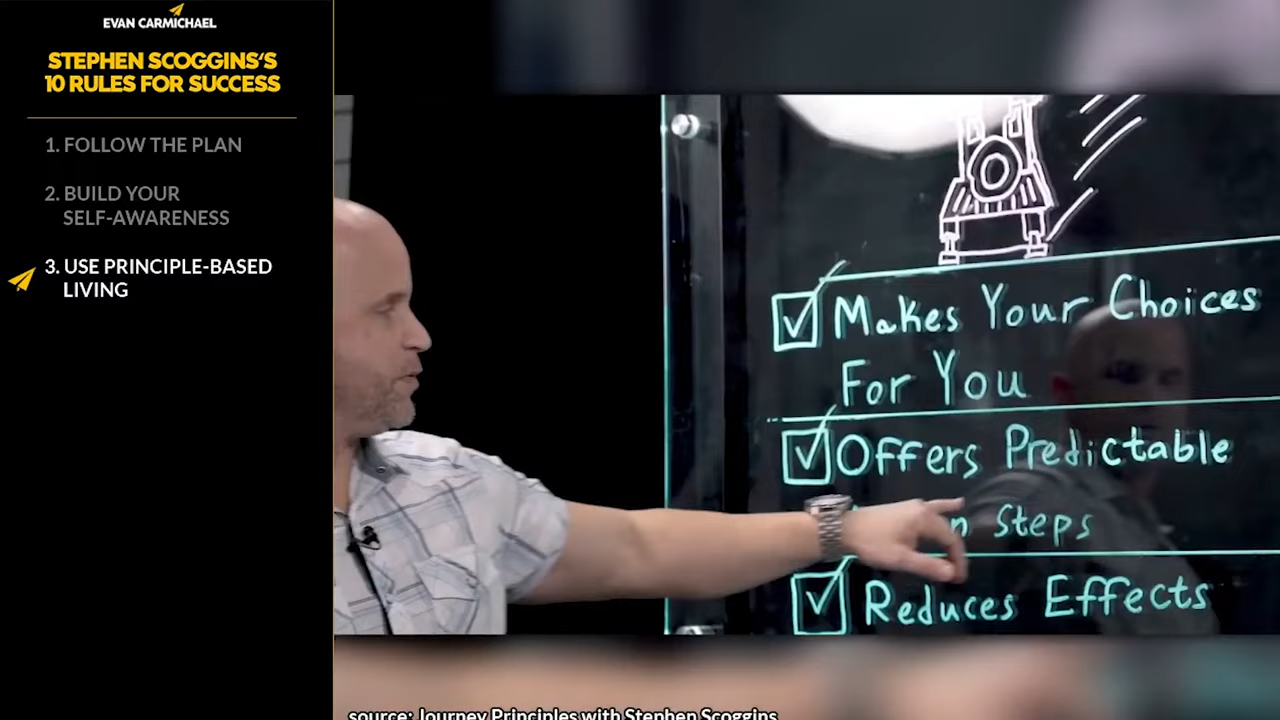 EVAN CARMICHAEL
STEPHEN SCOGGINS'S
10 RULES FOR SUCCESS
1. FOLLOW THE PLAN
2. BUILD YOUR
SELF-AWARENESS
3. USE PRINCIPLE-BASED
LIVING
Makes Your Choices
For You
Offers Predictable
Steps
Reduces Effects
source: Journey Principles with Stephen Scoggins